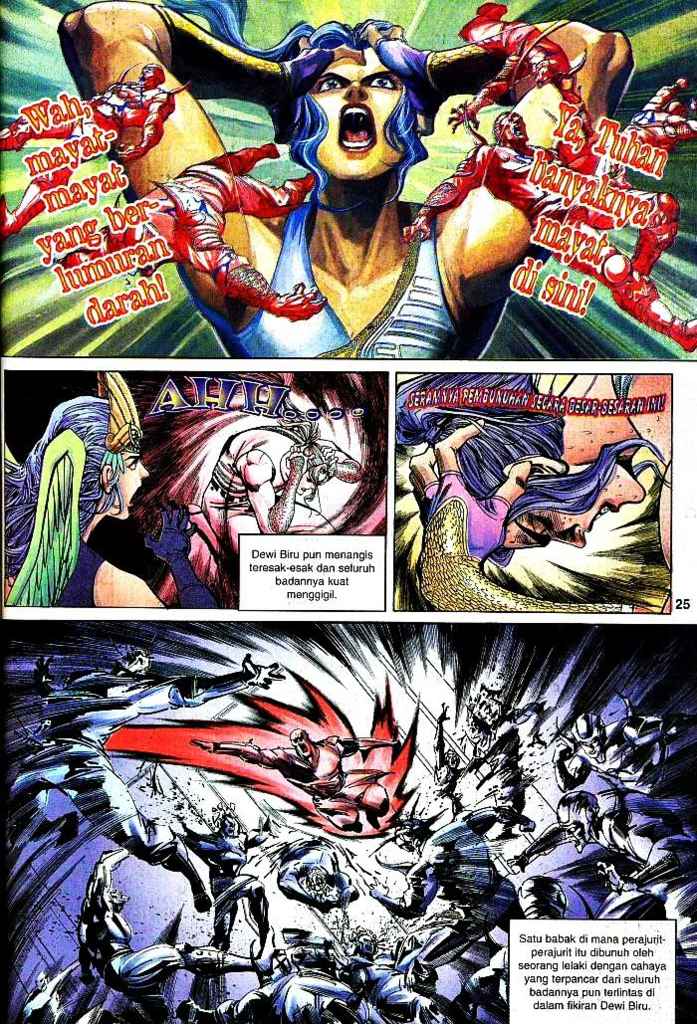 Wah,
mayat-
mayat
yang ber-
lumuran
darah!
Ya, Tuhan
banyaknya
mayat
di sini!
AHH....
Dewi Biru pun menangis
teresak-esak dan seluruh
badannya kuat
menggigil.
SERAMNYA PEMBUNUHAN SECARA BESAR-BESARAN INI!
25
Satu babak di mana perajurit-
perajurit itu dibunuh oleh
seorang lelaki dengan cahaya
yang terpancar dari seluruh
badannya pun terlintas di
dalam fikiran Dewi Biru.